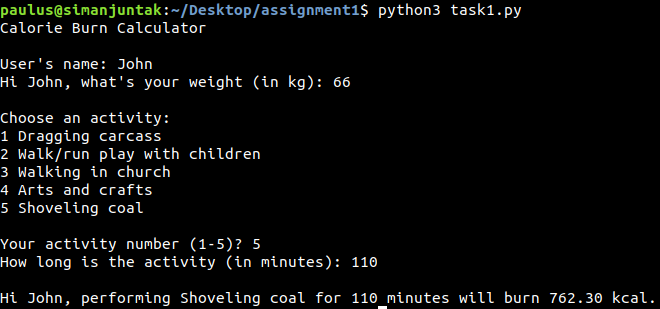 paulus@simanjuntak:~/Desktop/assignment1$ python3 task1.py
Calorie Burn Calculator
User's name: John
Hi John, what's your weight (in kg): 66
Choose an activity:
1 Dragging carcass
2 Walk/run play with children
3 Walking in church
4 Arts and crafts
5 Shoveling coal
Your activity number (1-5)? 5
How long is the activity (in minutes): 110
Hi John, performing Shoveling coal for 110 minutes will burn 762.30 kcal.